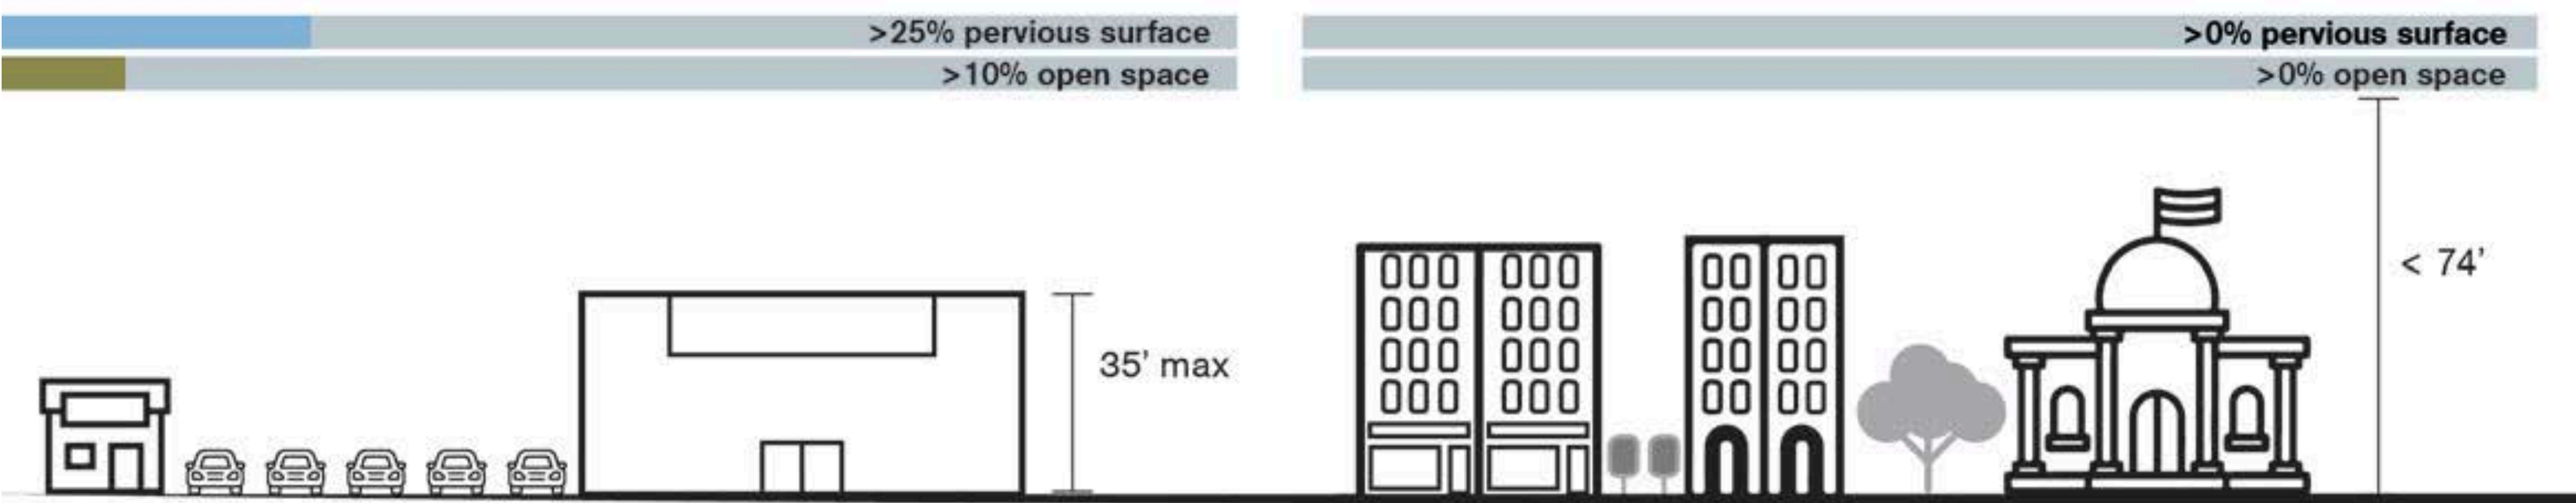 >25% pervious surface
>10% open space
35’ max
>0% pervious surface
>0% open space
< 74’